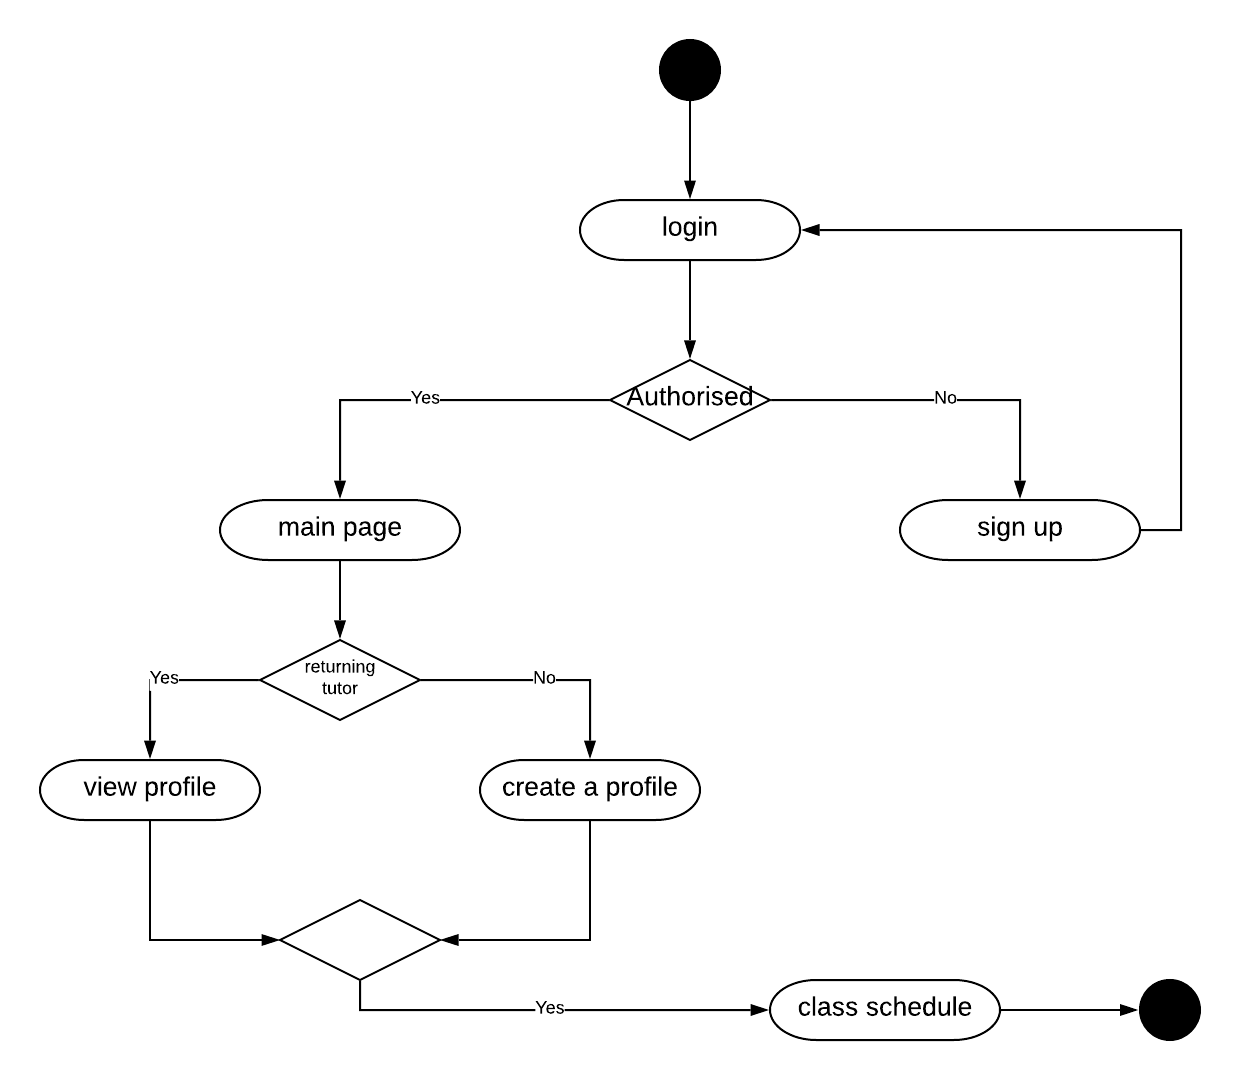 login
Authorised
Yes
No
main page
sign up
returning
tutor
Yes
No
view profile
create a profile
Yes
class schedule